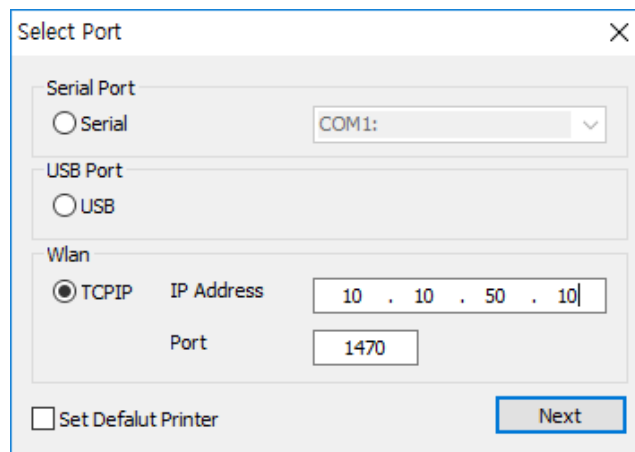 Select Port
Serial Port
Serial COM1:
USB Port
USB
Wlan
TCPIP IP Address 10 . 10 . 50 . 10
Port 1470
Set Defalut Printer Next